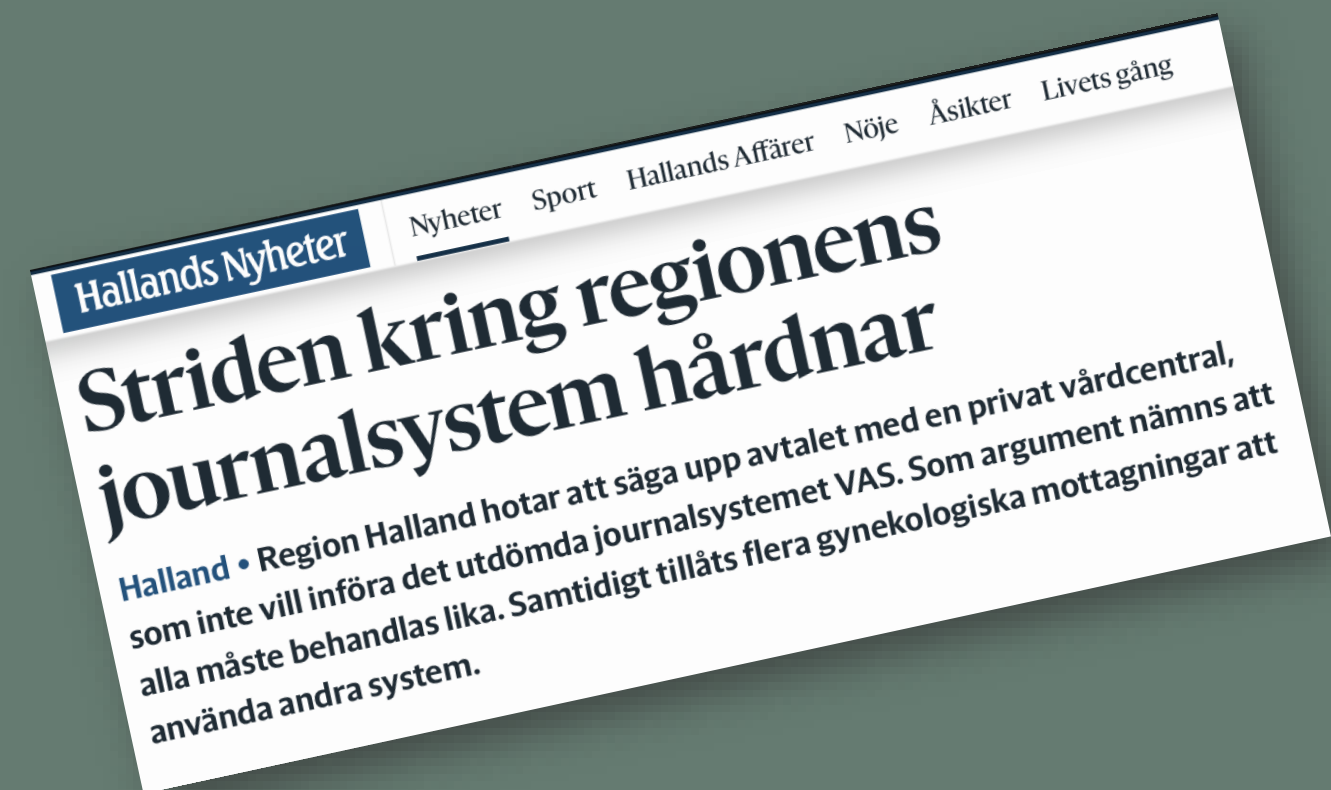 Hallands Nyheter
Nyheter Sport Hallands Affärer Nöje Åsikter Livets gång
Striden kring regionens
journalsystem hårdnar
Halland • Region Halland hotar att säga upp avtalet med en privat vårdcentral,
som inte vill införa det utdömda journalsystemet VAS. Som argument nämns att
alla måste behandlas lika. Samtidigt tillåts flera gynekologiska mottagningar att
använda andra system.